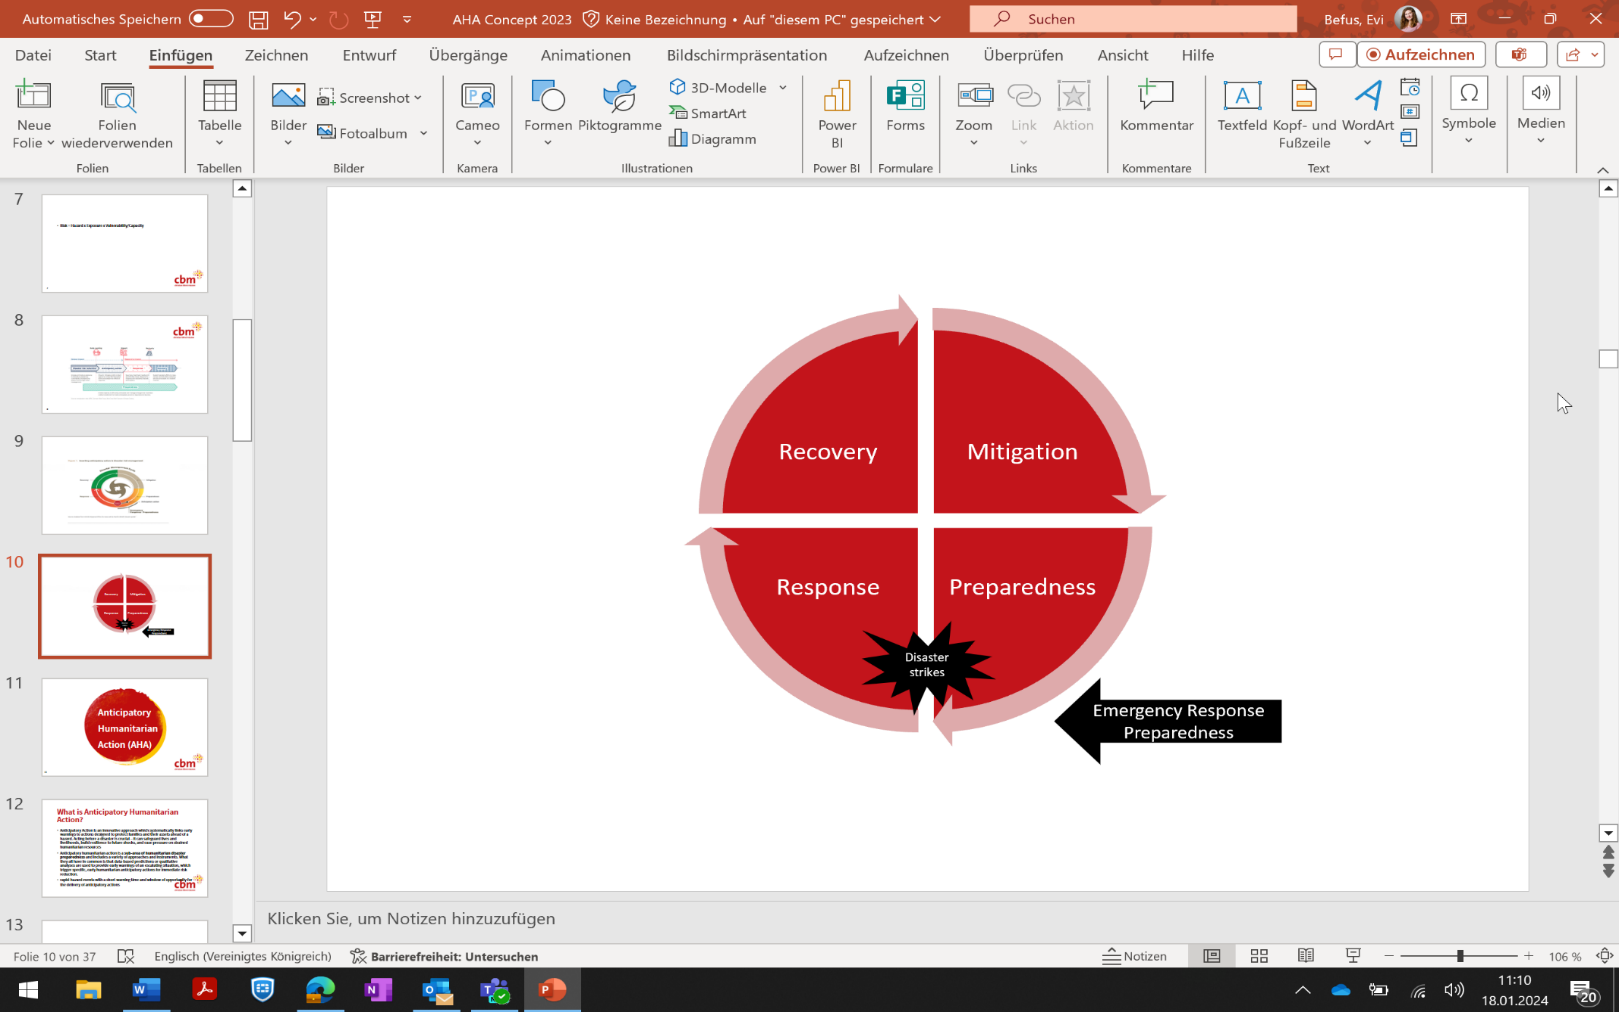 Automatisches Speichern
AHA Concept 2023
Keine Bezeichnung • Auf "diesem PC" gespeichert
Suchen
Befus, Evi
Datei
Start
Einfügen
Zeichnen
Entwurf
Übergänge
Animationen
Bildschirmpräsentation
Aufzeichnen
Überprüfen
Ansicht
Hilfe
Aufzeichnen
Neue
Folie
Folien
wiederverwenden
Folien
Tabelle
Tabellen
Bilder
Screenshot
Fotoalbum
Bilder
Cameo
Kamera
Formen
Piktogramme
3D-Modelle
SmartArt
Diagramm
Illustrationen
Power
BI
Power BI
Forms
Formulare
Zoom
Link
Aktion
Links
Kommentar
Kommentare
Textfeld
Kopf- und
Fußzeile
WordArt
Text
Symbole
Medien
7
cbm
8
cbm
9
10
11
Anticipatory
Humanitarian
Action (AHA)
cbm
12
What is Anticipatory Humanitarian
Action?
cbm
13
Recovery
Mitigation
Response
Preparedness
Disaster
strikes
Emergency Response
Preparedness
Klicken Sie, um Notizen hinzuzufügen
Folie 10 von 37
Englisch (Vereinigtes Königreich)
Barrierefreiheit: Untersuchen
Notizen
106 %
11:10
18.01.2024
20